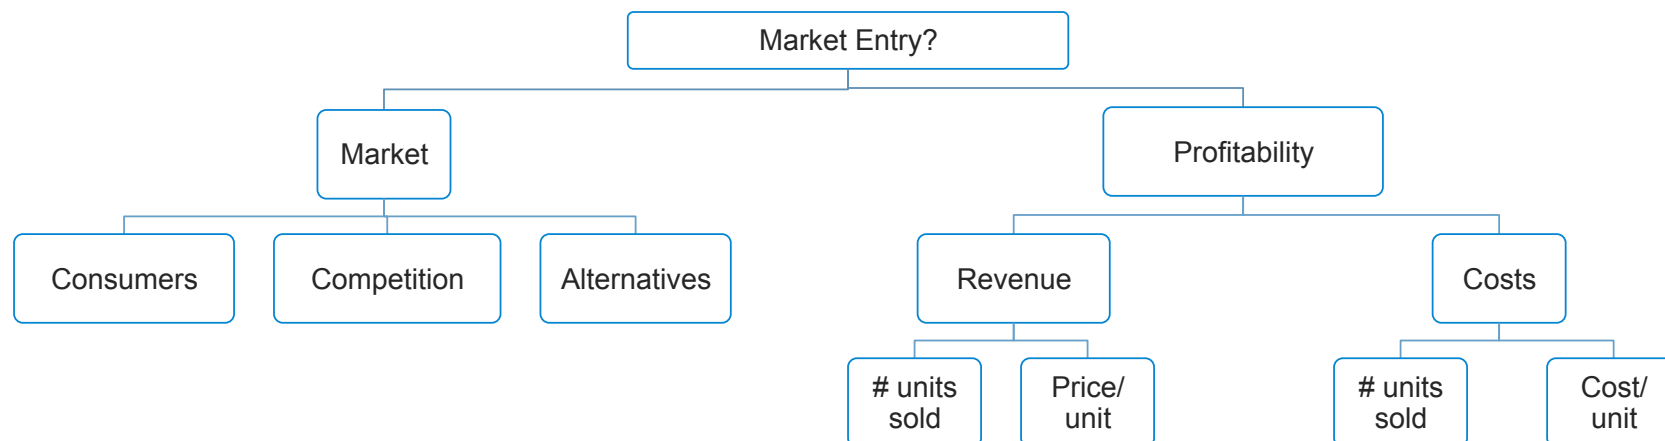 Market Entry?
Market
Profitability
Consumers
Competition
Alternatives
Revenue
Costs
# units
sold
Price/
unit
# units
sold
Cost/
unit